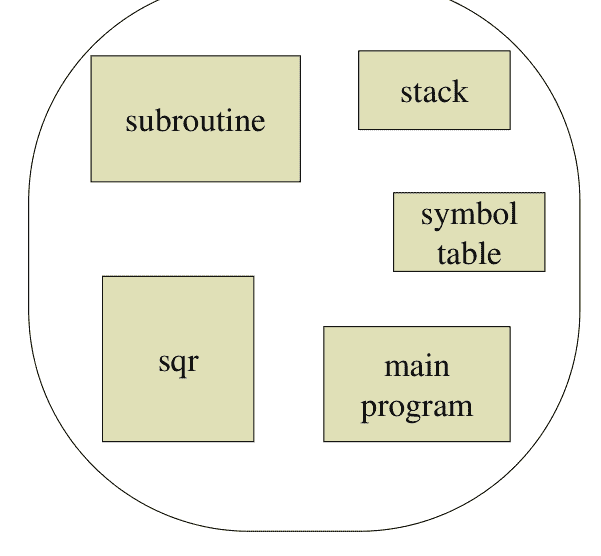 subroutine
stack
symbol
table
sqr
main
program